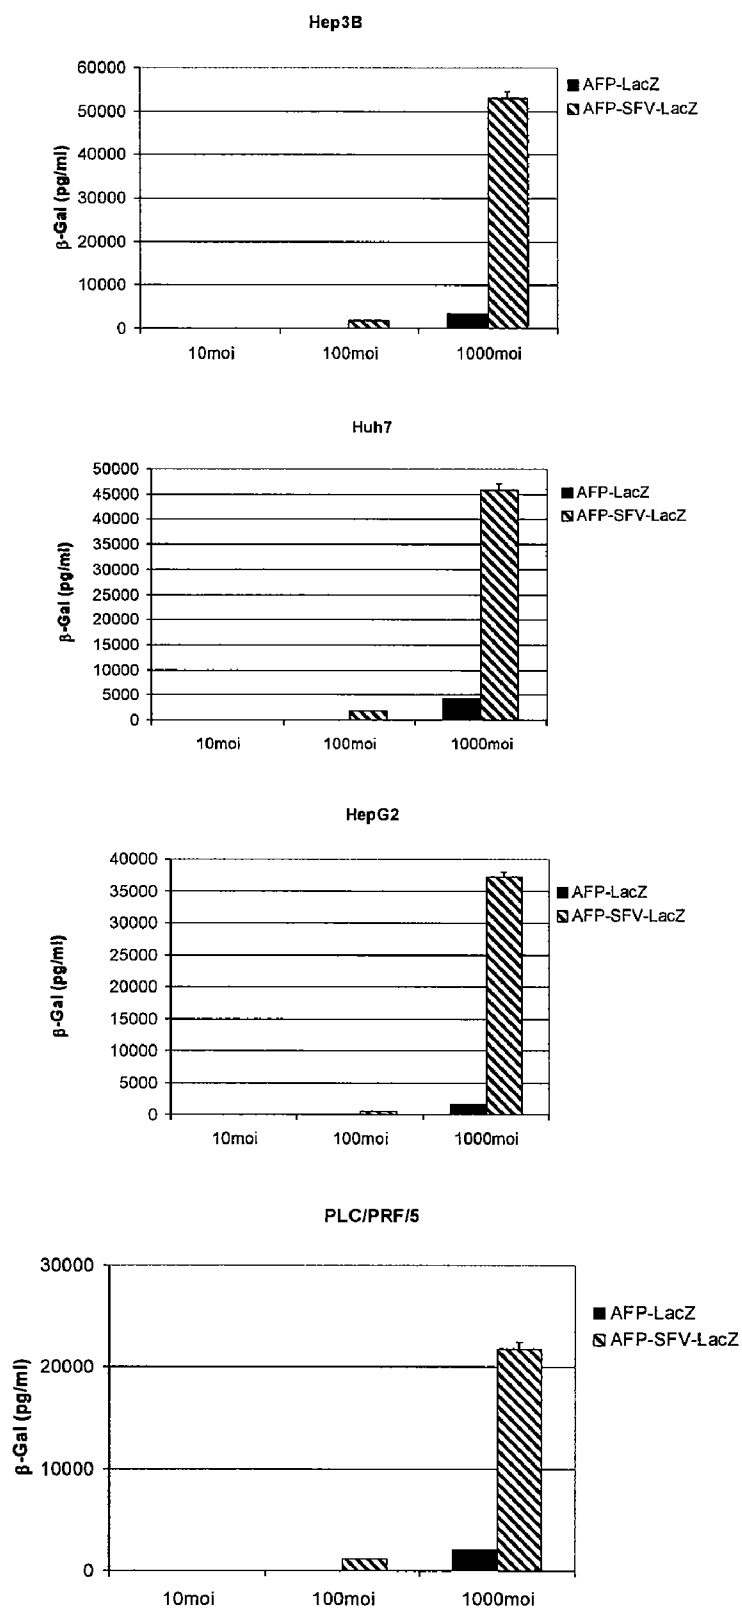 Hep3B
60000
50000
40000
30000
20000
10000
0
β-Gal (pg/ml)
10moi 100moi 1000moi
AFP-LacZ
AFP-SFV-LacZ
Huh7
50000
45000
40000
35000
30000
25000
20000
15000
10000
5000
0
β-Gal (pg/ml)
10moi 100moi 1000moi
AFP-LacZ
AFP-SFV-LacZ
HepG2
40000
35000
30000
25000
20000
15000
10000
5000
0
β-Gal (pg/ml)
10moi 100moi 1000moi
AFP-LacZ
AFP-SFV-LacZ
PLC/PRF/5
30000
20000
10000
0
β-Gal (pg/ml)
10moi 100moi 1000moi
AFP-LacZ
AFP-SFV-LacZ